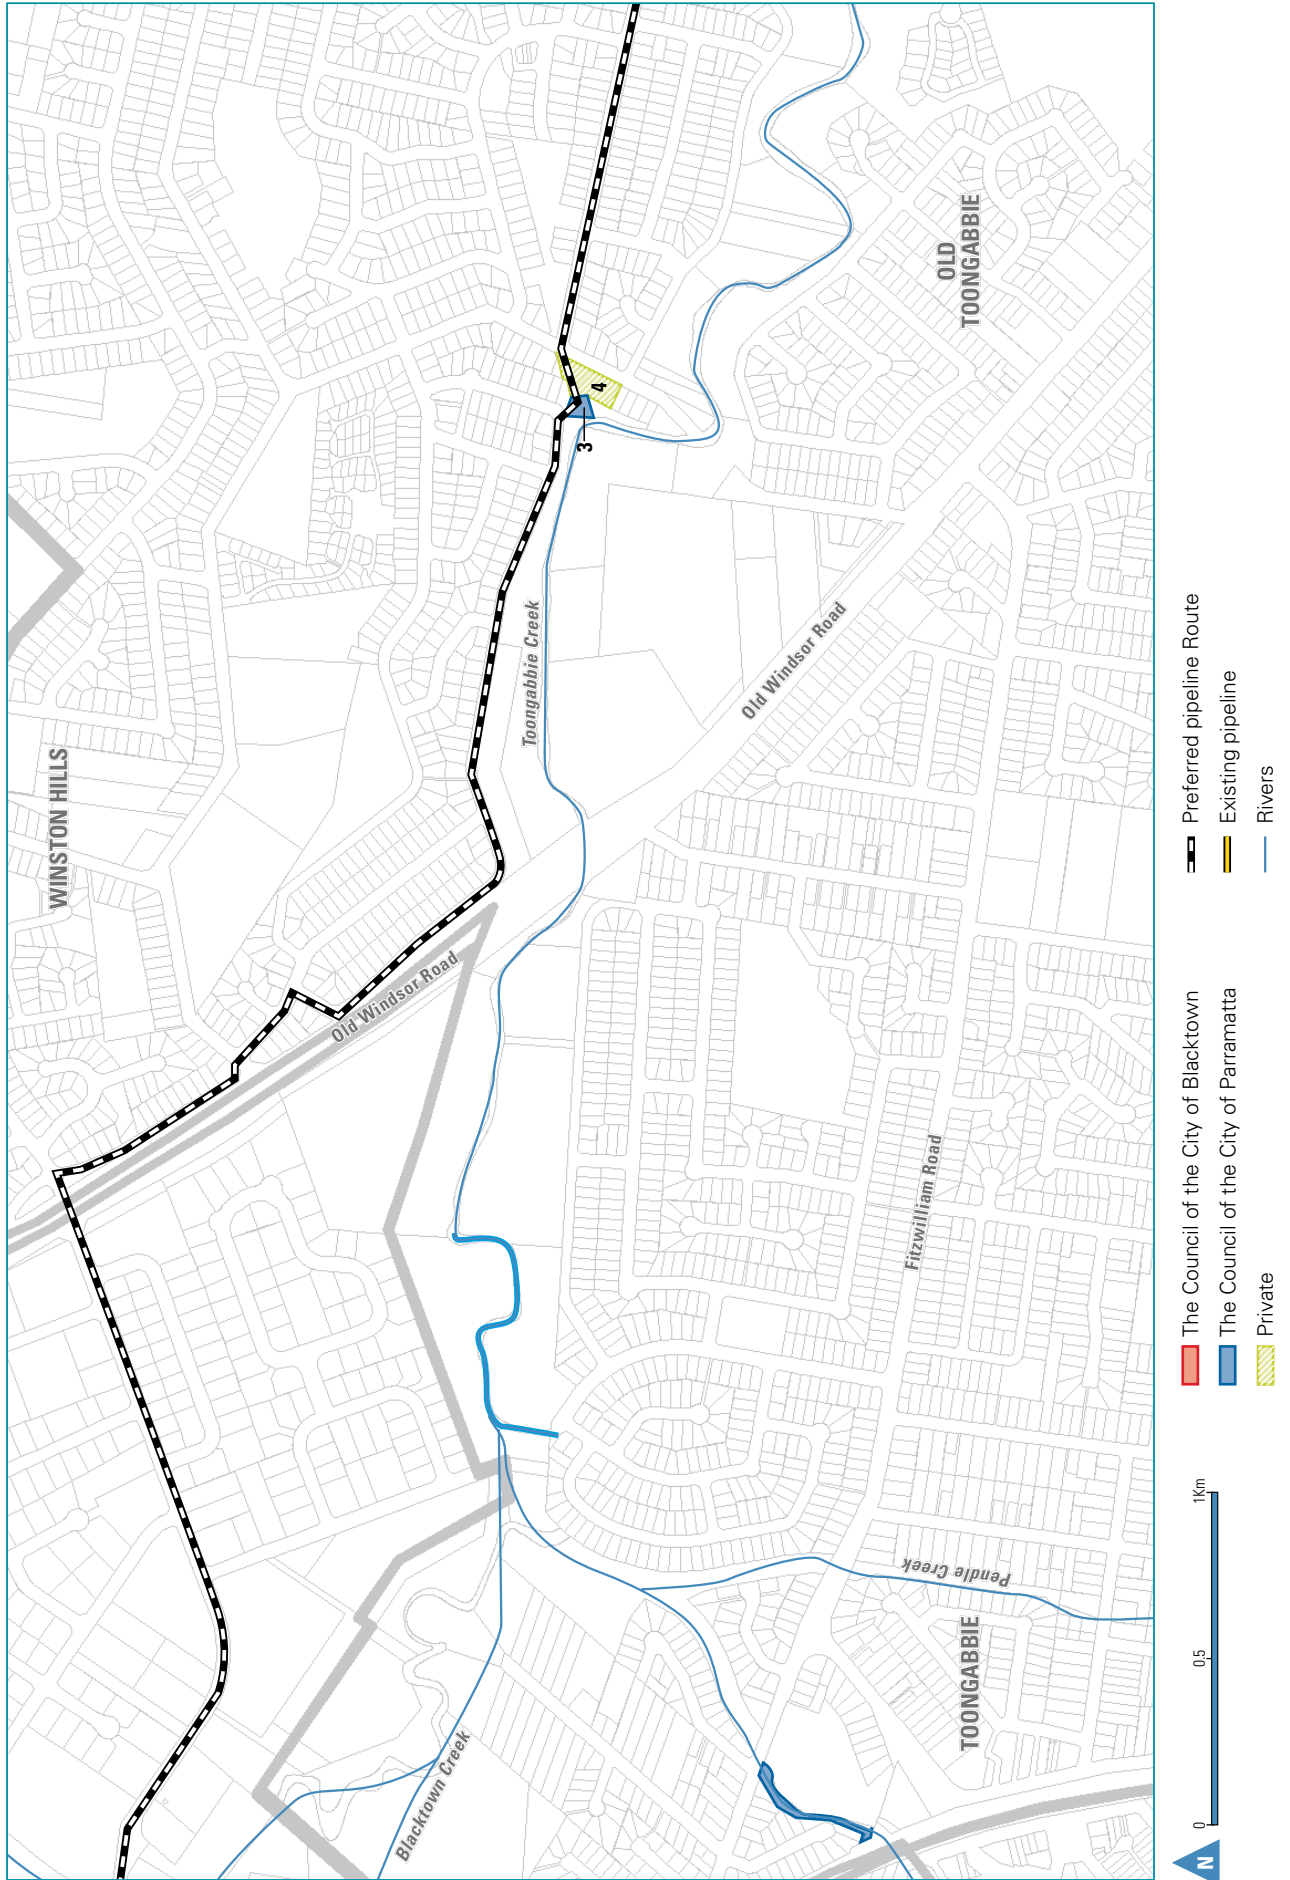 WINSTON HILLS
Old Windsor Road
Toongabbie Creek
3
4
Old Windsor Road
OLD
TOONGABBIE
Blacktown Creek
Fitzwilliam Road
Pendle Creek
TOONGABBIE
N
0
0.5
1Km
The Council of the City of Blacktown
The Council of the City of Parramatta
Private
Preferred pipeline Route
Existing pipeline
Rivers